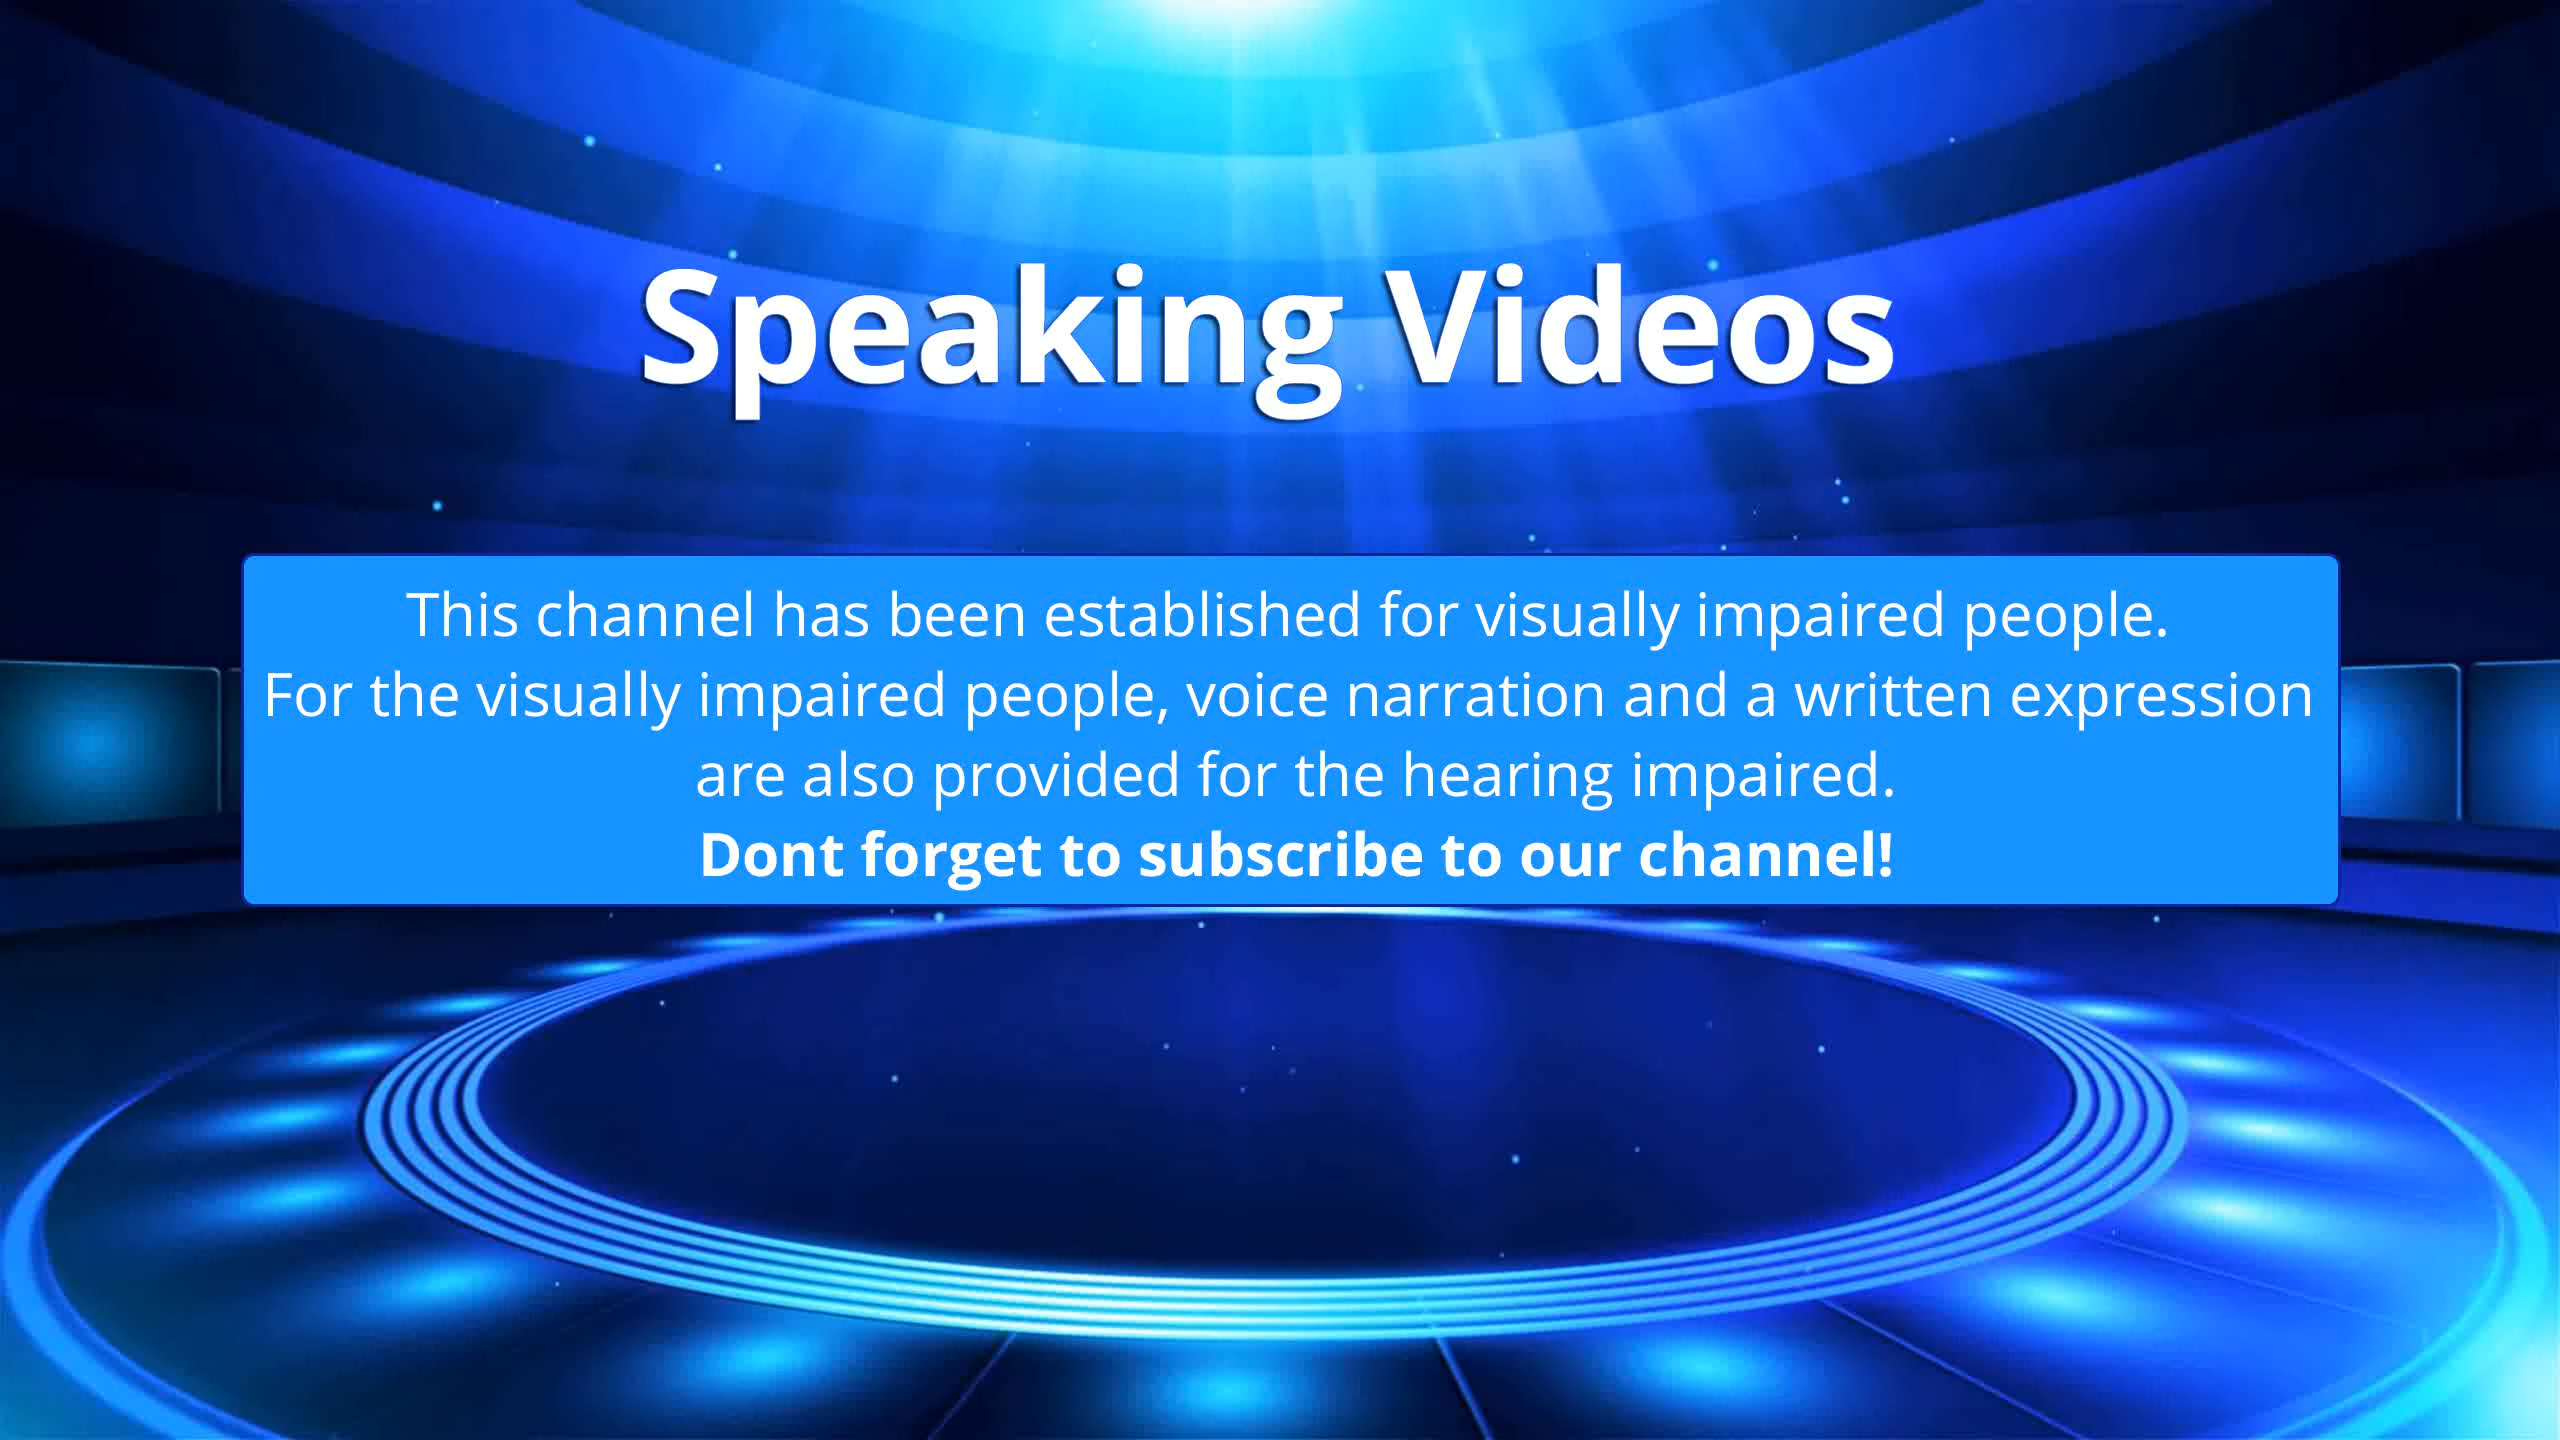 Speaking Videos
This channel has been established for visually impaired people.
For the visually impaired people, voice narration and a written expression
are also provided for the hearing impaired.
Dont forget to subscribe to our channel!